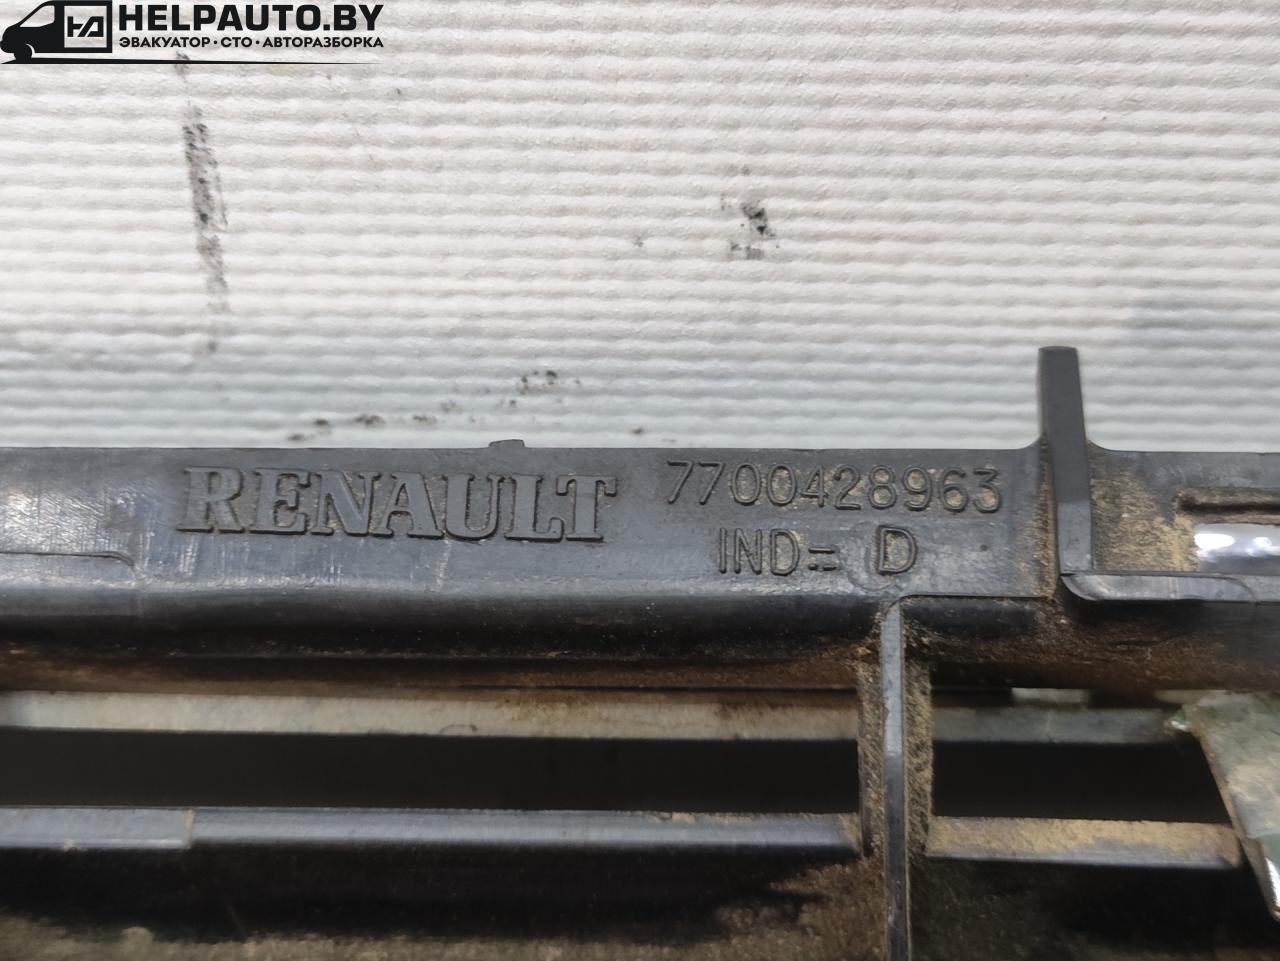 HELPAUTO.BY
ЭВАКУАТОР·СТО·АВТОРАЗБОРКА
RENAULT 7700428963
IND= D